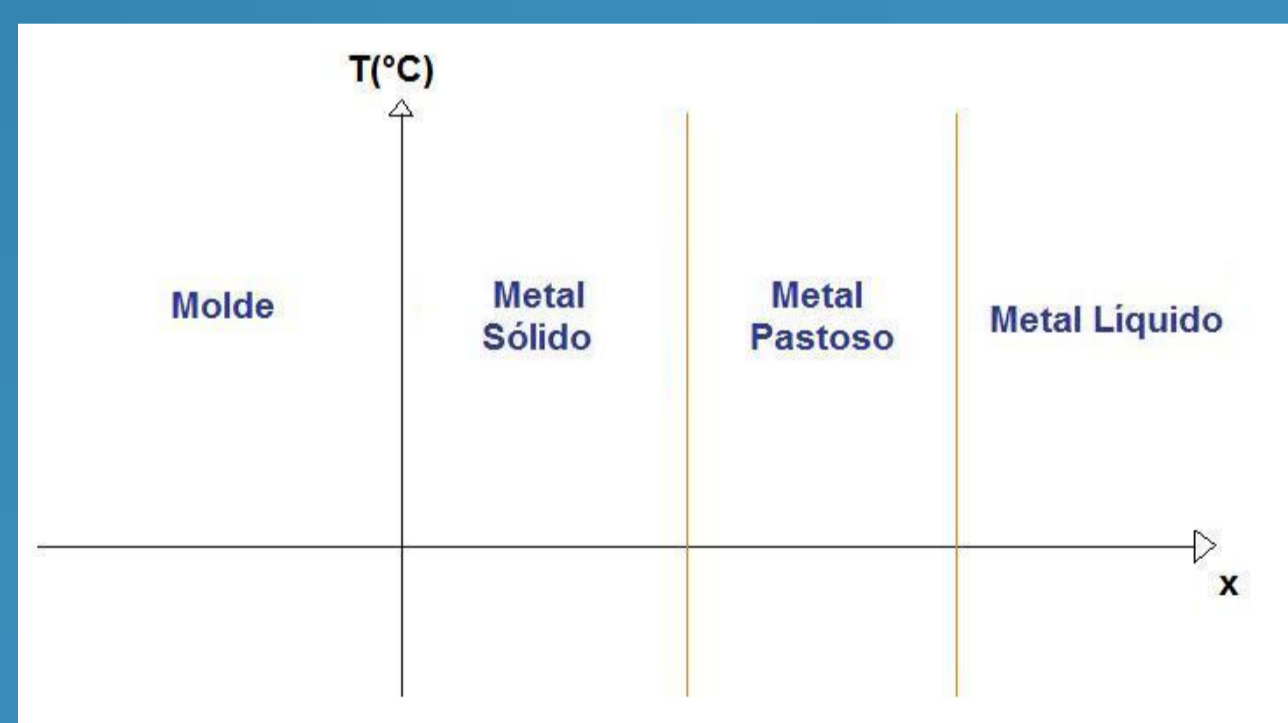 T(°C)
Molde
Metal
Sólido
Metal
Pastoso
Metal Líquido
x